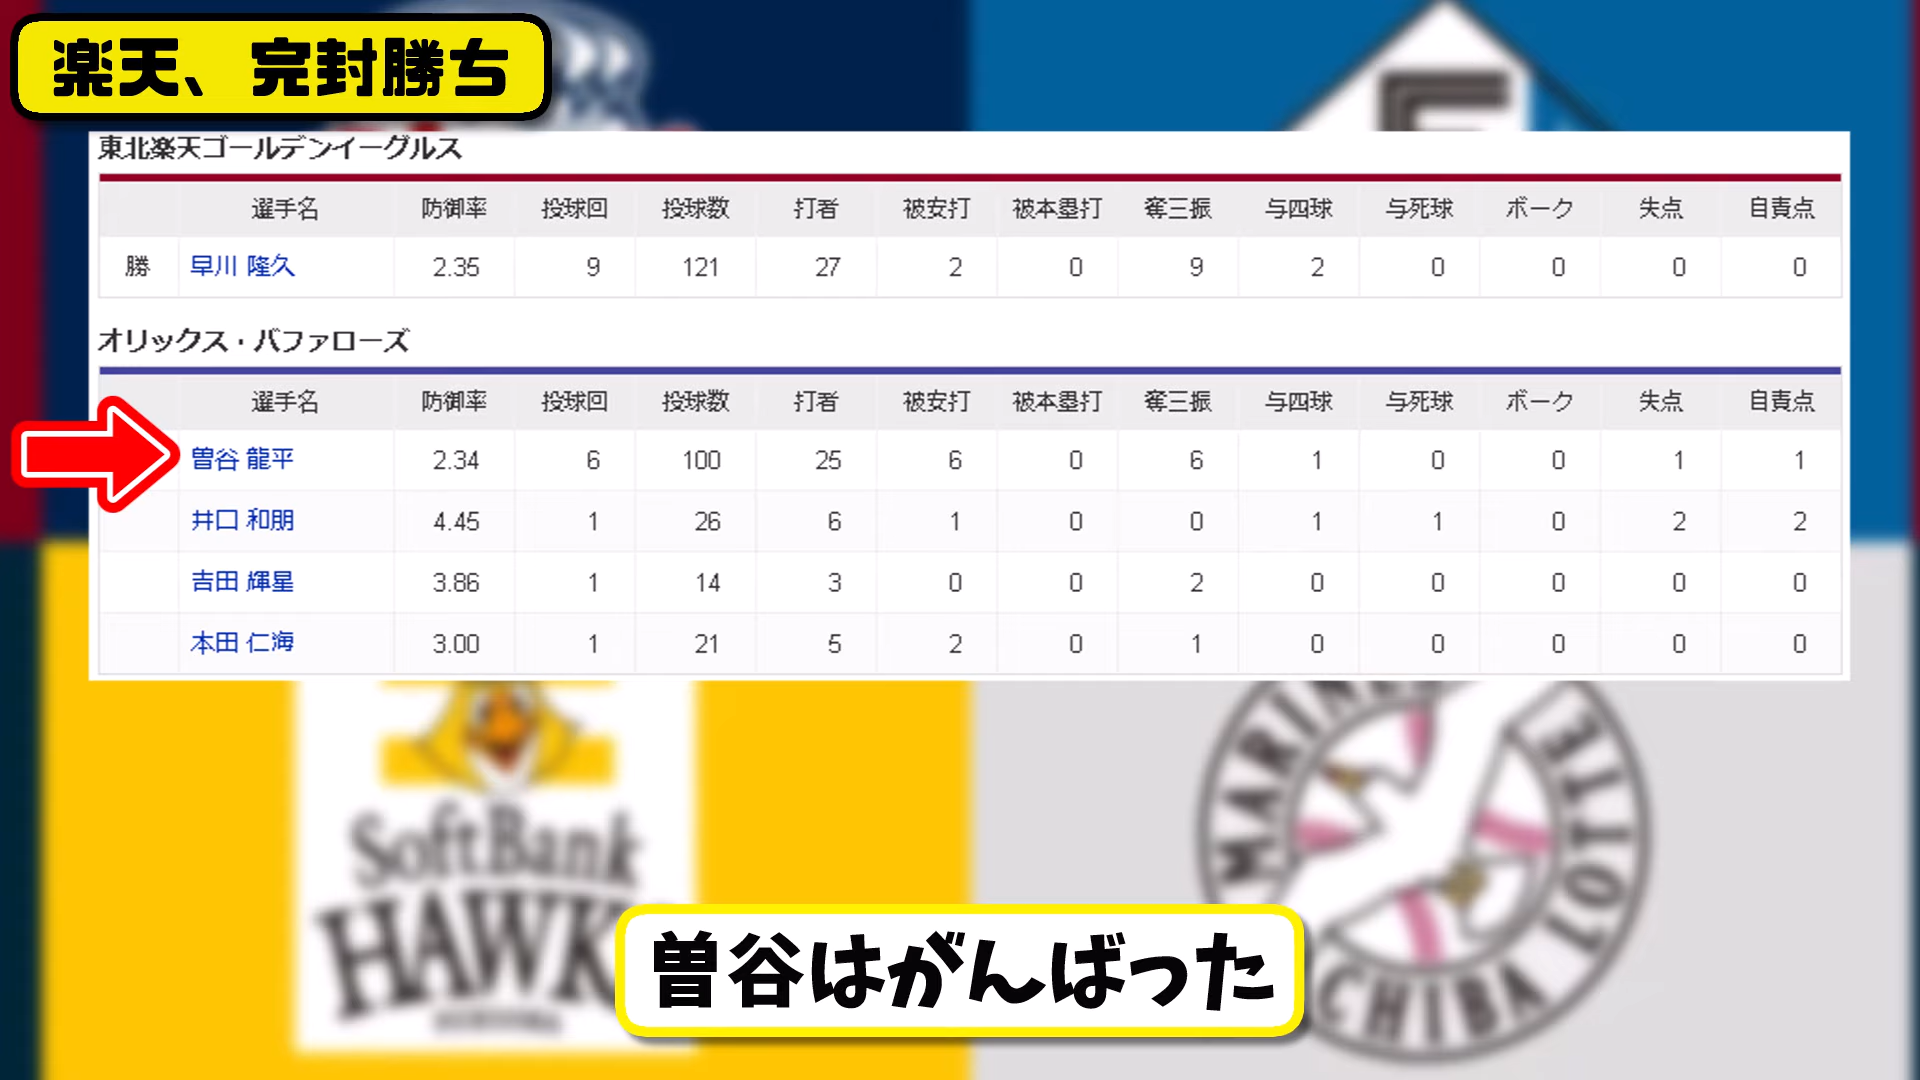 楽天、完封勝ち
東北楽天ゴールデンイーグルス
選手名 防御率 投球回 投球数 打者 被安打 被本塁打 奪三振 与四球 与死球 ボーク 失点 自責点
勝 早川 隆久 2.35 9 121 27 2 0 9 2 0 0 0 0
オリックス・バファローズ
選手名 防御率 投球回 投球数 打者 被安打 被本塁打 奪三振 与四球 与死球 ボーク 失点 自責点
曽谷 龍平 2.34 6 100 25 6 0 6 1 0 0 1 1
井口 和朋 4.45 1 26 6 1 0 0 1 1 0 2 2
吉田 輝星 3.86 1 14 3 0 0 2 0 0 0 0 0
本田 仁海 3.00 1 21 5 2 0 1 0 0 0 0 0
SoftBank
HAWK
MARINE
LOTTE
CHIBA
曽谷はがんばった